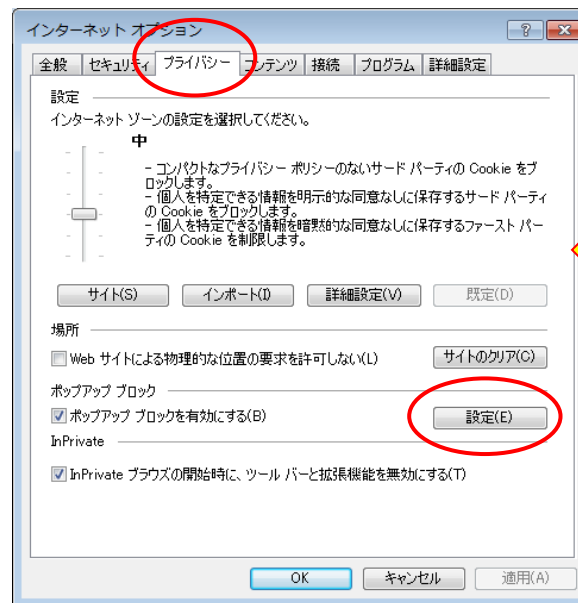 インターネット オプション
全般 セキュリティ プライバシー コンテンツ 接続 プログラム 詳細設定
設定
インターネット ゾーンの設定を選択してください。
中
- コンパクトなプライバシー ポリシーのないサード パーティの Cookie をブ
ロックします。
- 個人を特定できる情報を明示的な同意なしに保存するサード パーティ
の Cookie をブロックします。
- 個人を特定できる情報を暗黙的な同意なしに保存するファースト パー
ティの Cookie を制限します。
サイト(S) インポート(I) 詳細設定(V) 既定(D)
場所
Web サイトによる物理的な位置の要求を許可しない(L) サイトのクリア(C)
ポップアップ ブロック
ポップアップ ブロックを有効にする(B) 設定(E)
InPrivate
InPrivate ブラウズの開始時に、ツール バーと拡張機能を無効にする(T)
OK キャンセル 適用(A)